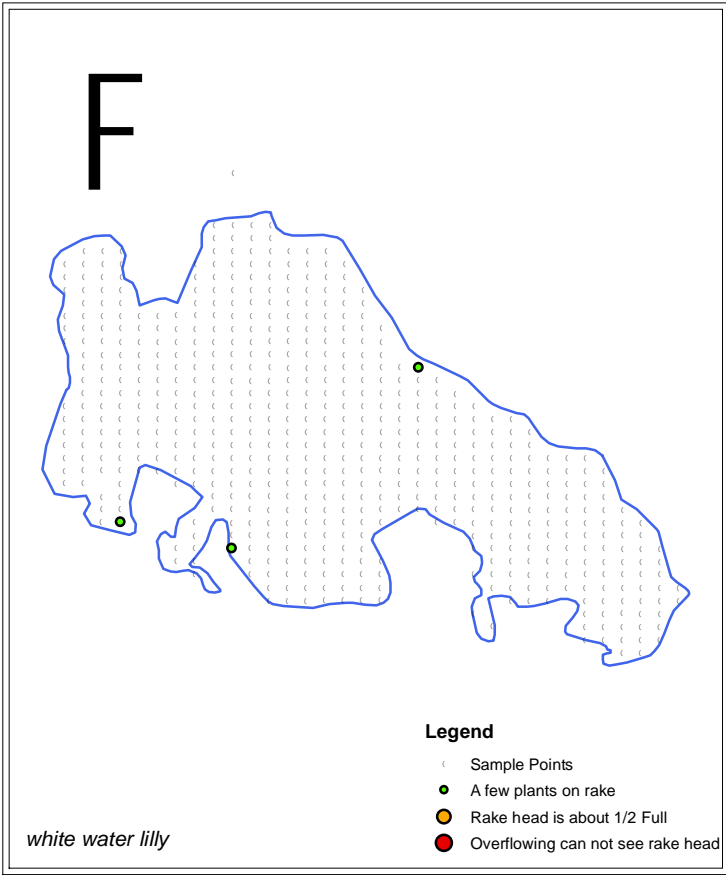 F
Legend
Sample Points
A few plants on rake
Rake head is about 1/2 Full
Overflowing can not see rake head
white water lilly